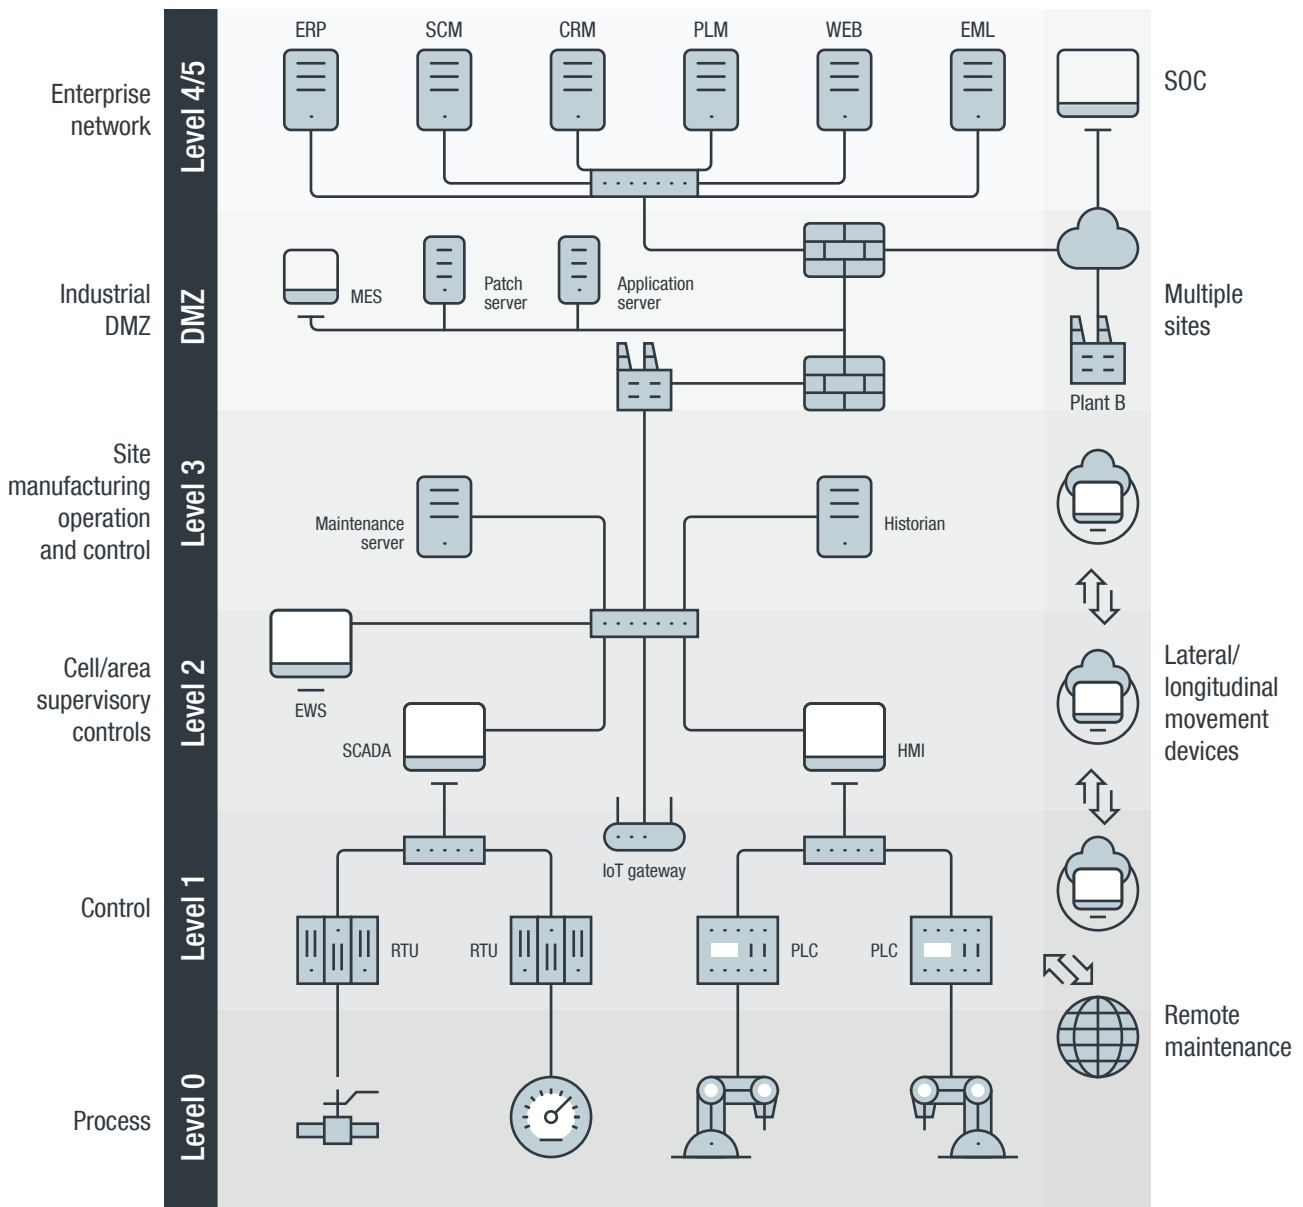 ERP
SCM
CRM
PLM
WEB
EML
SOC
Enterprise
network
Level 4/5
Industrial
DMZ
DMZ
MES
Patch
server
Application
server
Multiple
sites
Plant B
Site
manufacturing
operation
and control
Level 3
Maintenance
server
Historian
Cell/area
supervisory
controls
Level 2
EWS
SCADA
HMI
Lateral/
longitudinal
movement
devices
Control
Level 1
IoT gateway
RTU
RTU
PLC
PLC
Remote
maintenance
Process
Level 0